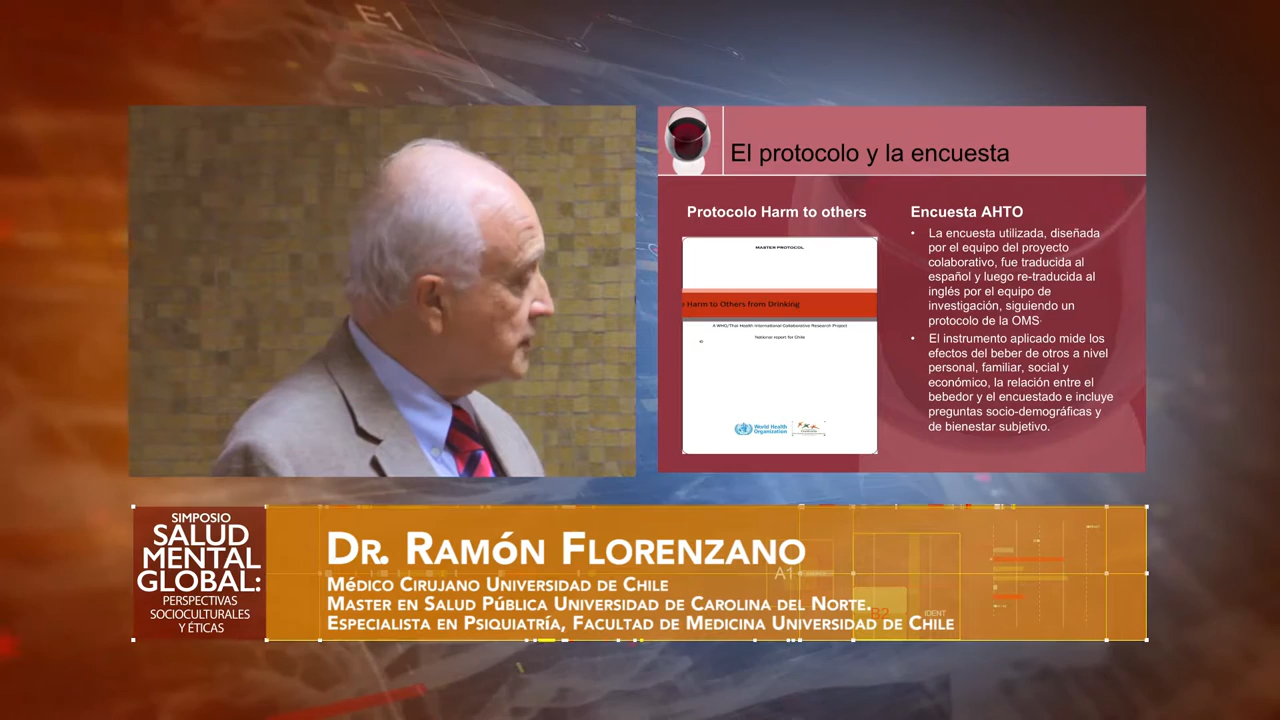 E1
El protocolo y la encuesta
Protocolo Harm to others
MASTER PROTOCOL
Harm to Others from Drinking
A WHO/Thai Health International Collaborative Research Project
National report for Chile
World Health
Organization
Encuesta AHTO
• La encuesta utilizada, diseñada
por el equipo del proyecto
colaborativo, fue traducida al
español y luego re-traducida al
inglés por el equipo de
investigación, siguiendo un
protocolo de la OMS.
• El instrumento aplicado mide los
efectos del beber de otros a nivel
personal, familiar, social y
económico, la relación entre el
bebedor y el encuestado e incluye
preguntas socio-demográficas y
de bienestar subjetivo.
SIMPOSIO
SALUD
MENTAL
GLOBAL:
PERSPECTIVAS
SOCIOCULTURALES
Y ÉTICAS
DR. RAMÓN FLORENZANO
MÉDICO CIRUJANO UNIVERSIDAD DE CHILE
MASTER EN SALUD PÚBLICA UNIVERSIDAD DE CAROLINA DEL NORTE.
ESPECIALISTA EN PSIQUIATRÍA, FACULTAD DE MEDICINA UNIVERSIDAD DE CHILE
A1
B2
IDENT